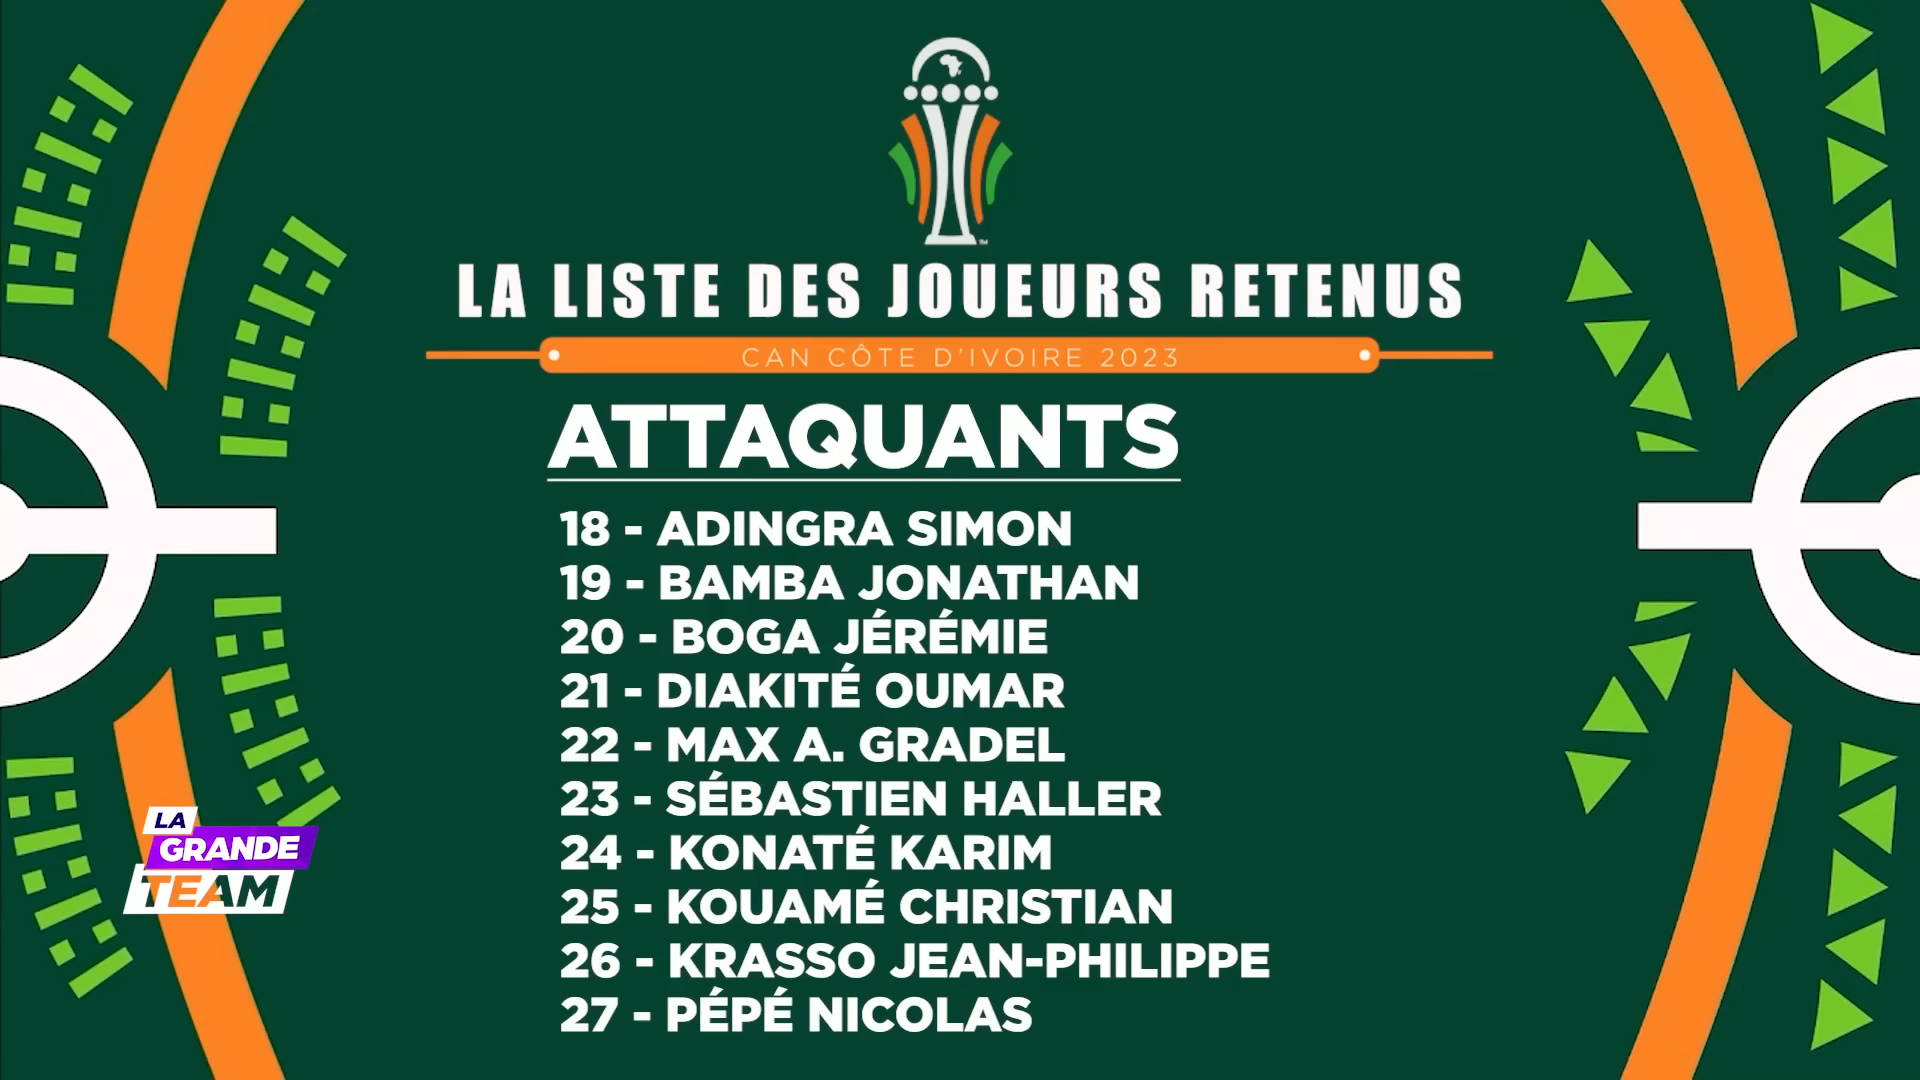 LA LISTE DES JOUEURS RETENUS
CAN CÔTE D'IVOIRE 2023
ATTAQUANTS
18 - ADINGRA SIMON
19 - BAMBA JONATHAN
20 - BOGA JÉRÉMIE
21 - DIAKITÉ OUMAR
22 - MAX A. GRADEL
23 - SÉBASTIEN HALLER
24 - KONATÉ KARIM
25 - KOUAMÉ CHRISTIAN
26 - KRASSO JEAN-PHILIPPE
27 - PÉPÉ NICOLAS
LA
GRANDE
TEAM